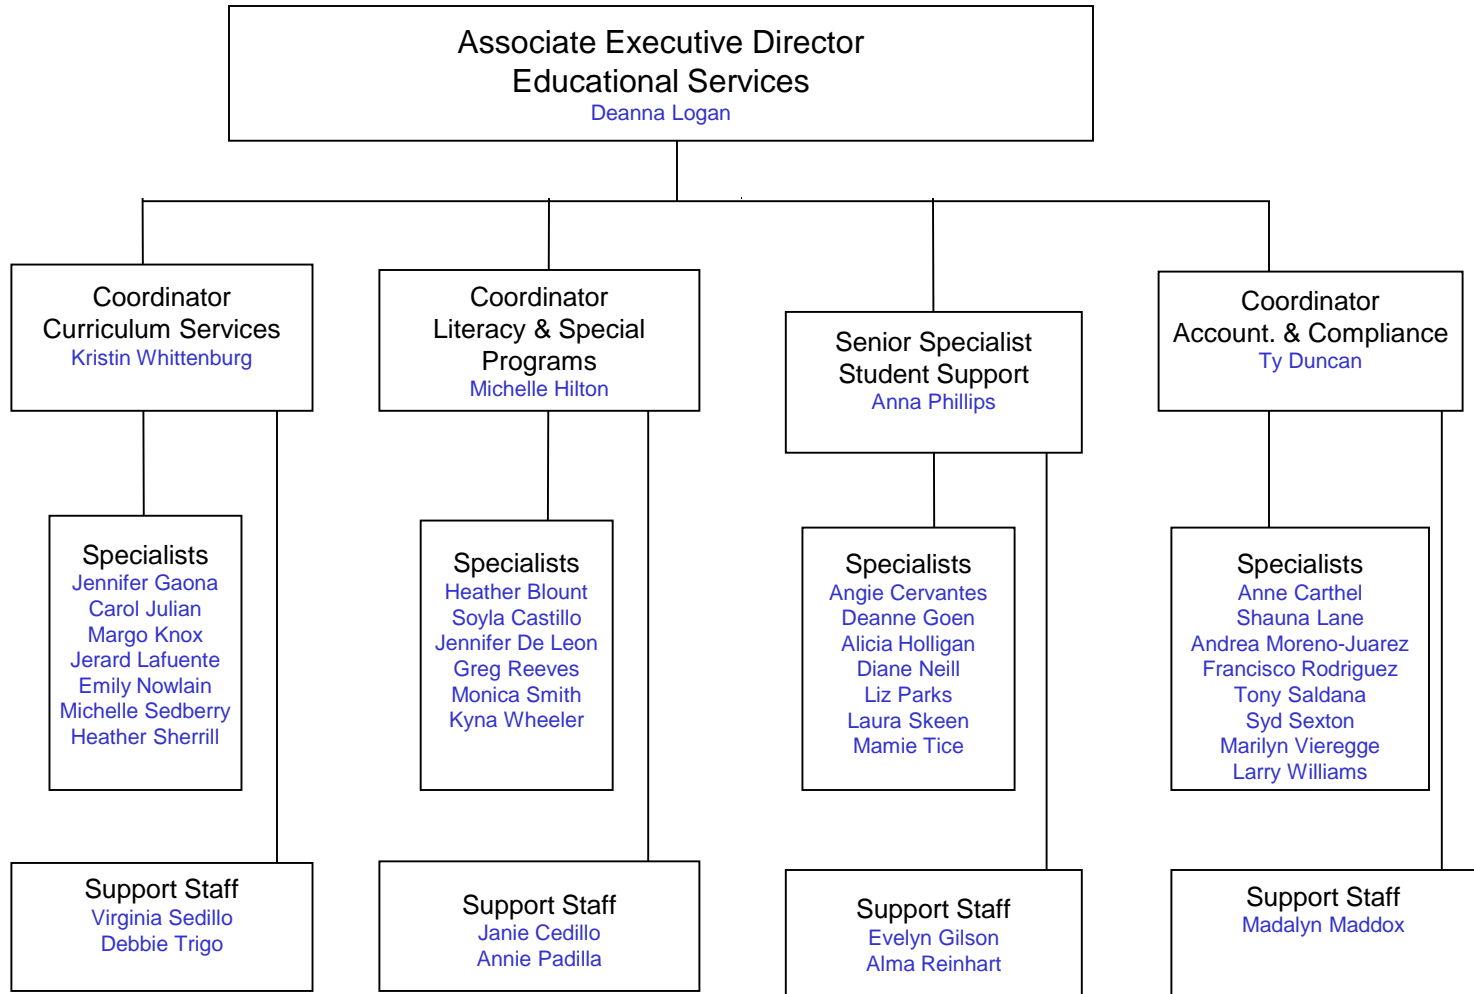 Associate Executive Director
Educational Services
Deanna Logan
Coordinator
Curriculum Services
Kristin Whittenburg
Coordinator
Literacy & Special
Programs
Michelle Hilton
Senior Specialist
Student Support
Anna Phillips
Coordinator
Account. & Compliance
Ty Duncan
Specialists
Jennifer Gaona
Carol Julian
Margo Knox
Jerard Lafuente
Emily Nowlain
Michelle Sedberry
Heather Sherrill
Specialists
Heather Blount
Soyla Castillo
Jennifer De Leon
Greg Reeves
Monica Smith
Kyna Wheeler
Specialists
Angie Cervantes
Deanne Goen
Alicia Holligan
Diane Neill
Liz Parks
Laura Skeen
Mamie Tice
Specialists
Anne Carthel
Shauna Lane
Andrea Moreno-Juarez
Francisco Rodriguez
Tony Saldana
Syd Sexton
Marilyn Vieregge
Larry Williams
Support Staff
Virginia Sedillo
Debbie Trigo
Support Staff
Janie Cedillo
Annie Padilla
Support Staff
Evelyn Gilson
Alma Reinhart
Support Staff
Madalyn Maddox